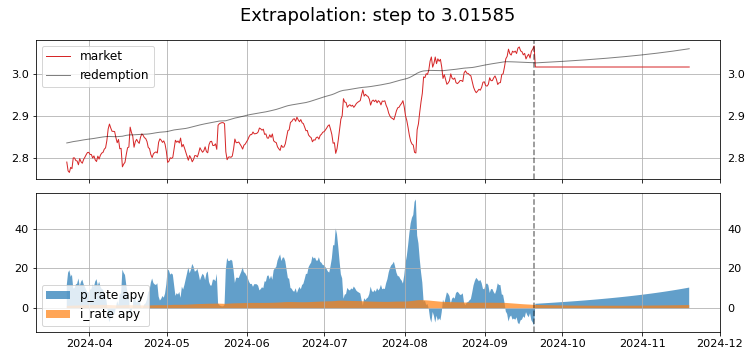 Extrapolation: step to 3.01585
market
redemption
3.0 3.0
2.9 2.9
2.8 2.8
40 40
20 20
0 0
p_rate apy
i_rate apy
2024-04 2024-05 2024-06 2024-07 2024-08 2024-09 2024-10 2024-11 2024-12